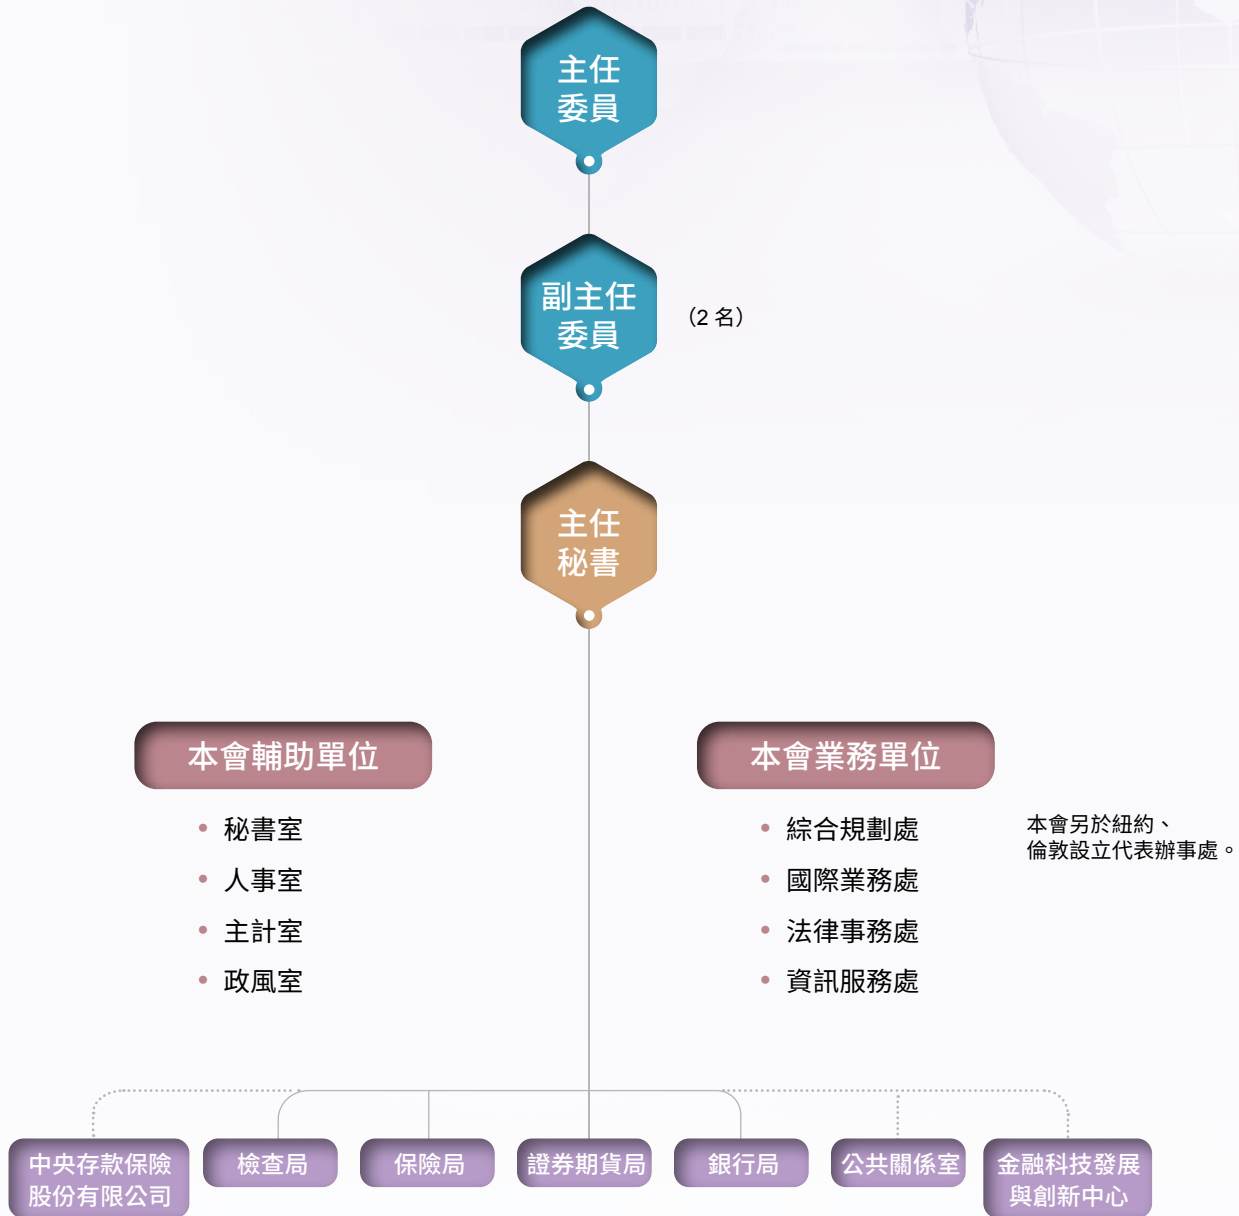 主任
委員
副主任
委員
（2 名）
主任
秘書
本會輔助單位
秘書室
人事室
主計室
政風室
本會業務單位
綜合規劃處
國際業務處
法律事務處
資訊服務處
本會另於紐約、
倫敦設立代表辦事處。
中央存款保險
股份有限公司
檢查局
保險局
證券期貨局
銀行局
公共關係室
金融科技發展
與創新中心